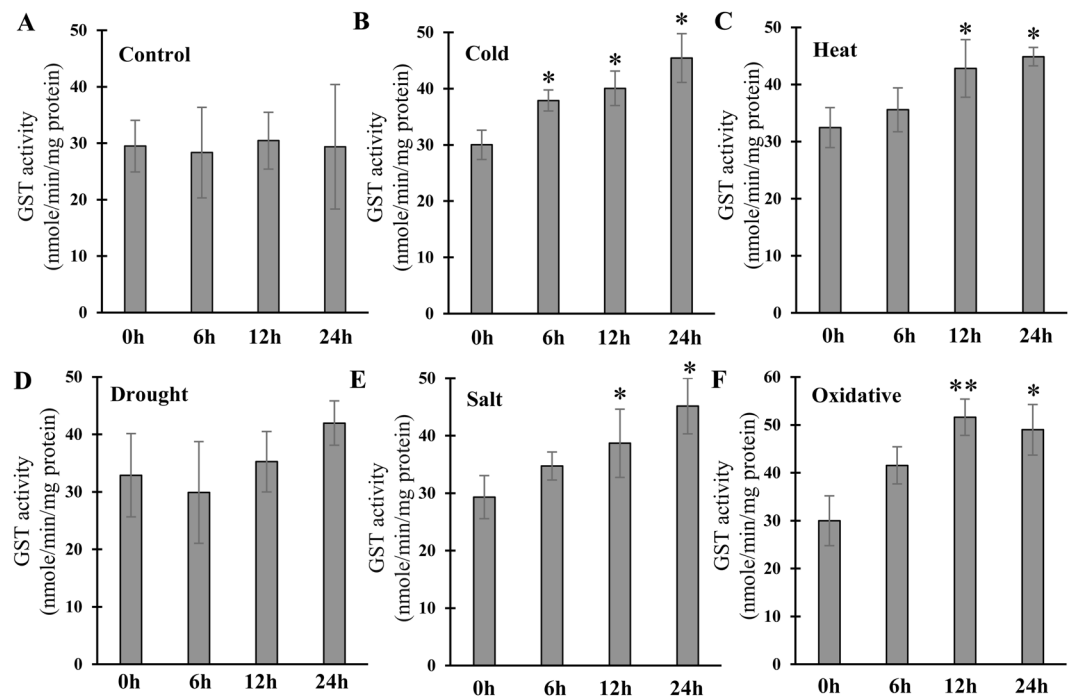 A
Control
GST activity
(nmole/min/mg protein)
50
40
30
20
10
0
0h 6h 12h 24h
B
Cold
GST activity
(nmole/min/mg protein)
50
40
30
20
10
0
* * *
0h 6h 12h 24h
C
Heat
GST activity
(nmole/min/mg protein)
50
40
30
20
10
0
* *
0h 6h 12h 24h
D
Drought
GST activity
(nmole/min/mg protein)
50
40
30
20
10
0
0h 6h 12h 24h
E
Salt
GST activity
(nmole/min/mg protein)
50
40
30
20
10
0
* *
0h 6h 12h 24h
F
Oxidative
GST activity
(nmole/min/mg protein)
60
50
40
30
20
10
0
** *
0h 6h 12h 24h